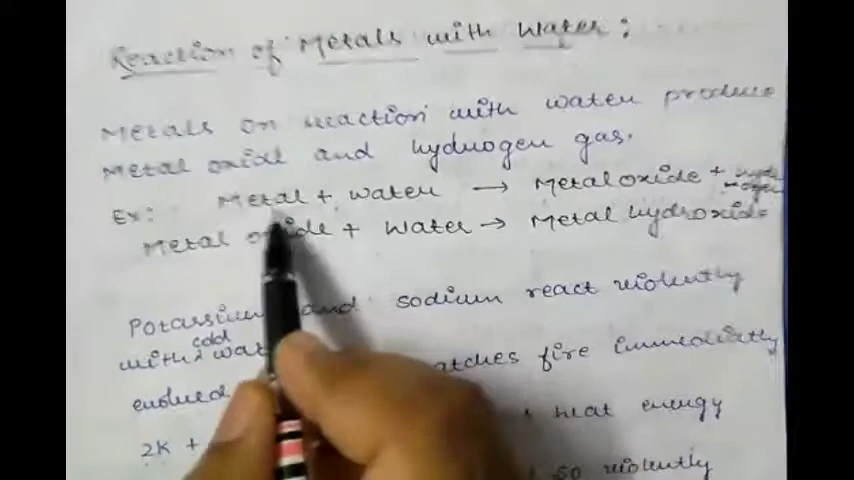 Reaction of Metals with Water:
Metals on reaction with water produce
Metal oxide and hydrogen gas.
Ex: Metal + water → Metal oxide + hydrogen
Metal oxide + Water → Metal hydroxide
Potassium and sodium react violently
with cold catches fire immediately
evolved heat energy
2K +
so violently